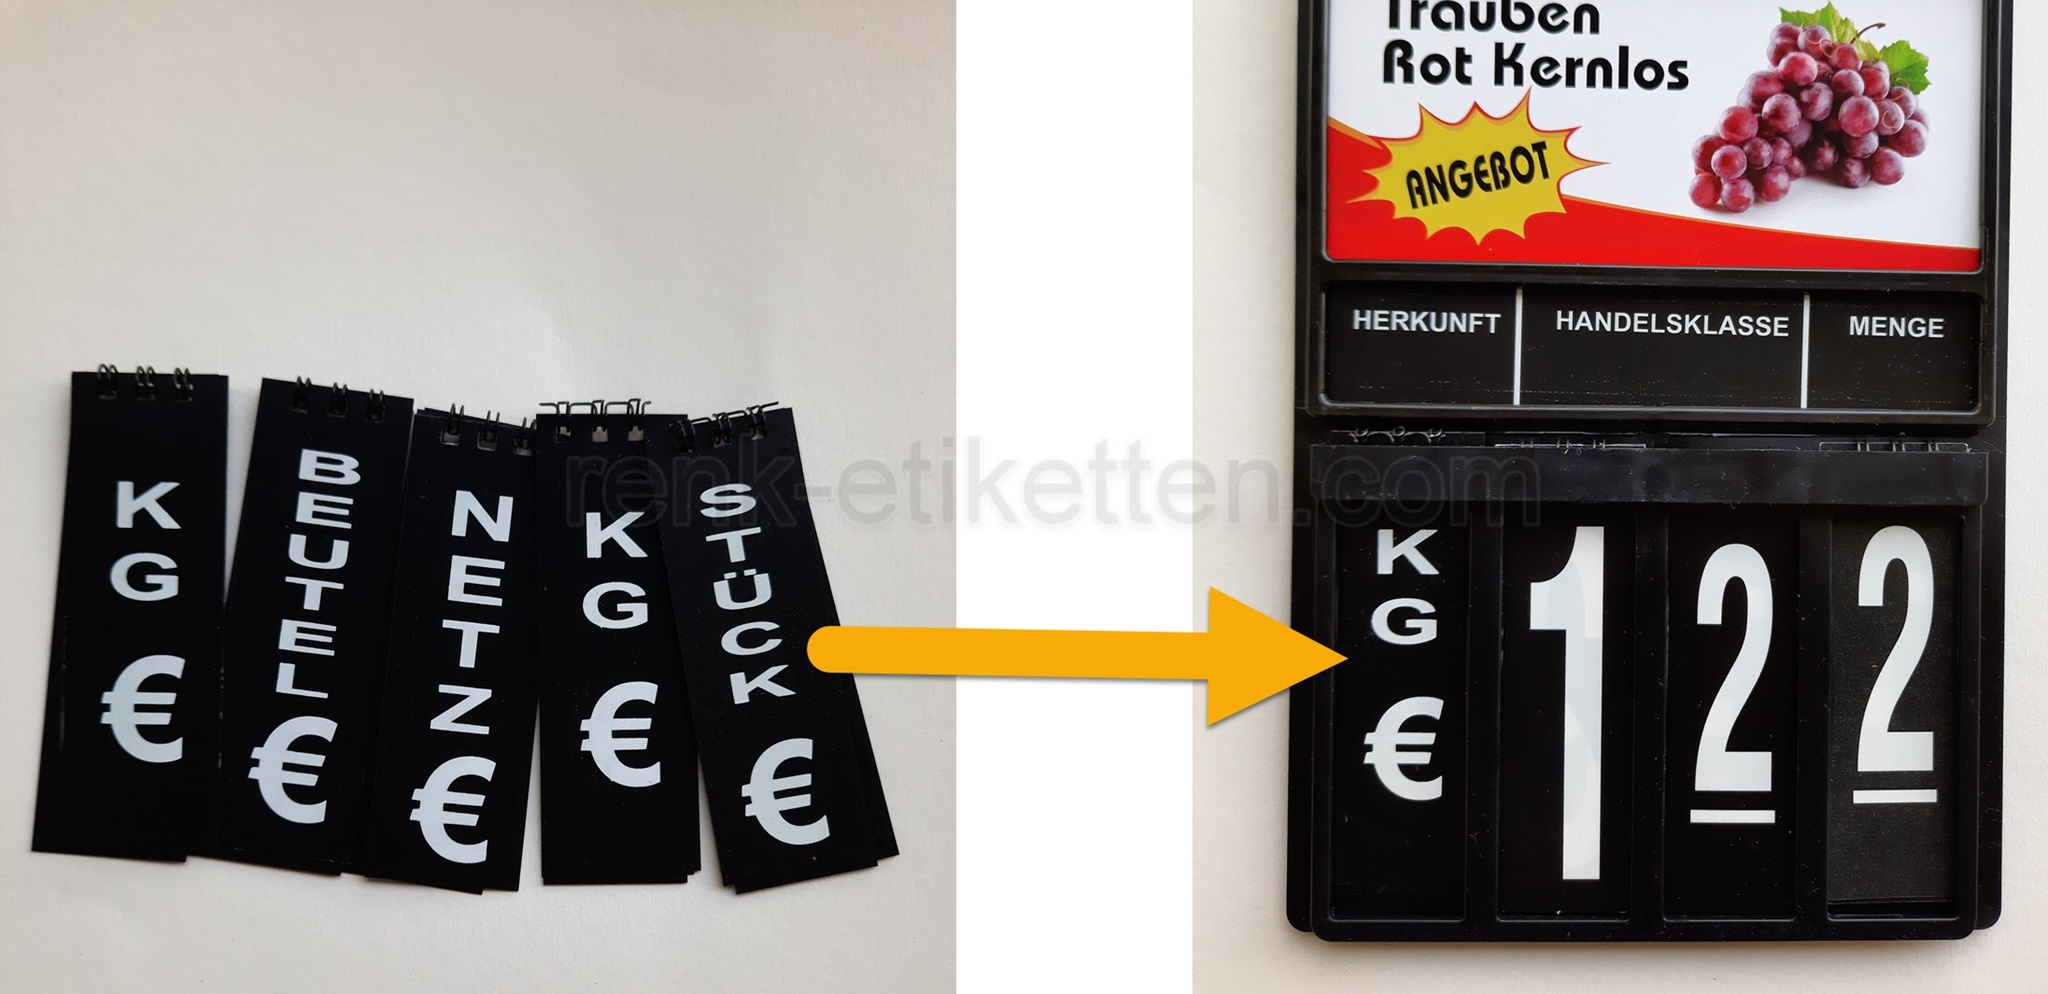 KG
€
BEUTEL
€
NETZ
€
KG
€
STÜCK
€
renk-etiketten.com
Trauben
Rot Kernlos
ANGEBOT
HERKUNFT
HANDELSKLASSE
MENGE
KG
€
1 2 2